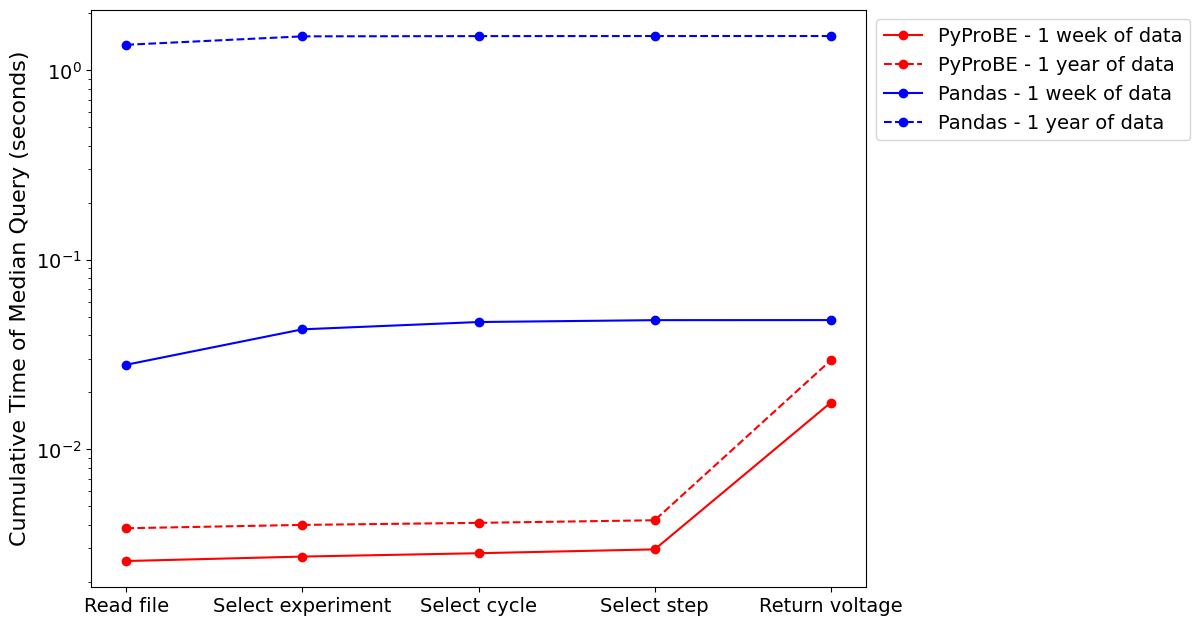 Cumulative Time of Median Query (seconds)
10⁰
10⁻¹
10⁻²
Read file
Select experiment
Select cycle
Select step
Return voltage
PyProBE - 1 week of data
PyProBE - 1 year of data
Pandas - 1 week of data
Pandas - 1 year of data